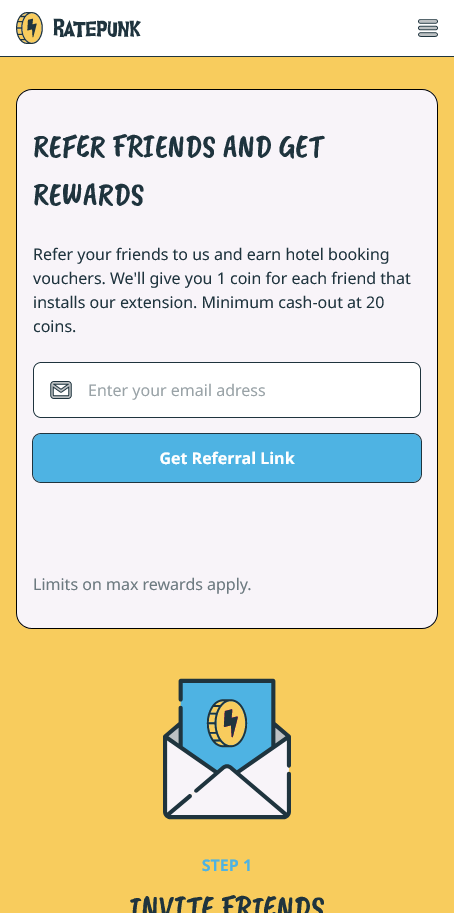 RATEPUNK
REFER FRIENDS AND GET
REWARDS
Refer your friends to us and earn hotel booking
vouchers. We'll give you 1 coin for each friend that
installs our extension. Minimum cash-out at 20
coins.
Enter your email adress
Get Referral Link
Limits on max rewards apply.
STEP 1
INVITE FRIENDS